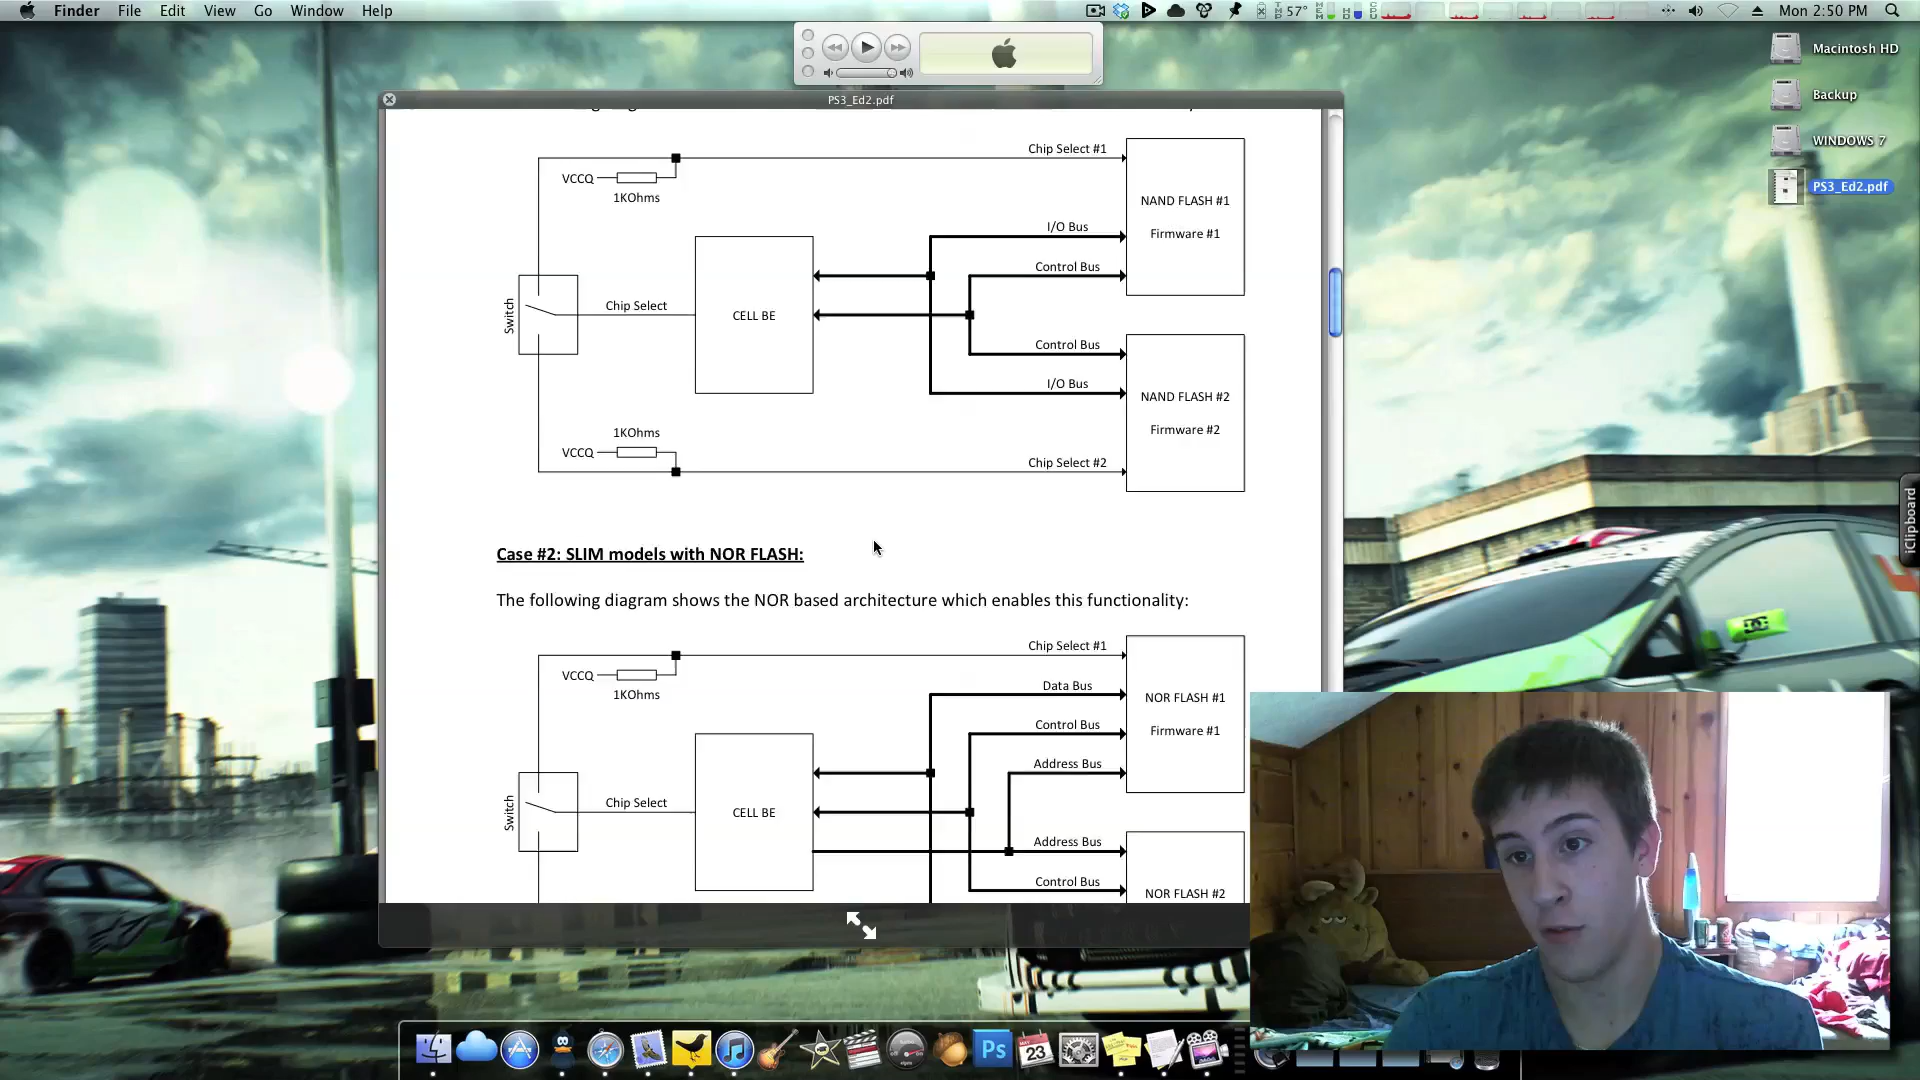 Finder File Edit View Go Window Help
57° Mon 2:50 PM
Macintosh HD
Backup
WINDOWS 7
PS3_Ed2.pdf
iClipboard
PS3_Ed2.pdf
Chip Select #1
VCCQ
1KOhms
NAND FLASH #1
Firmware #1
I/O Bus
Control Bus
Switch
Chip Select
CELL BE
Control Bus
I/O Bus
NAND FLASH #2
Firmware #2
1KOhms
VCCQ
Chip Select #2
Case #2: SLIM models with NOR FLASH:
The following diagram shows the NOR based architecture which enables this functionality:
Chip Select #1
VCCQ
1KOhms
Data Bus
NOR FLASH #1
Firmware #1
Control Bus
Address Bus
Switch
Chip Select
CELL BE
Address Bus
Control Bus
NOR FLASH #2
Ps
23